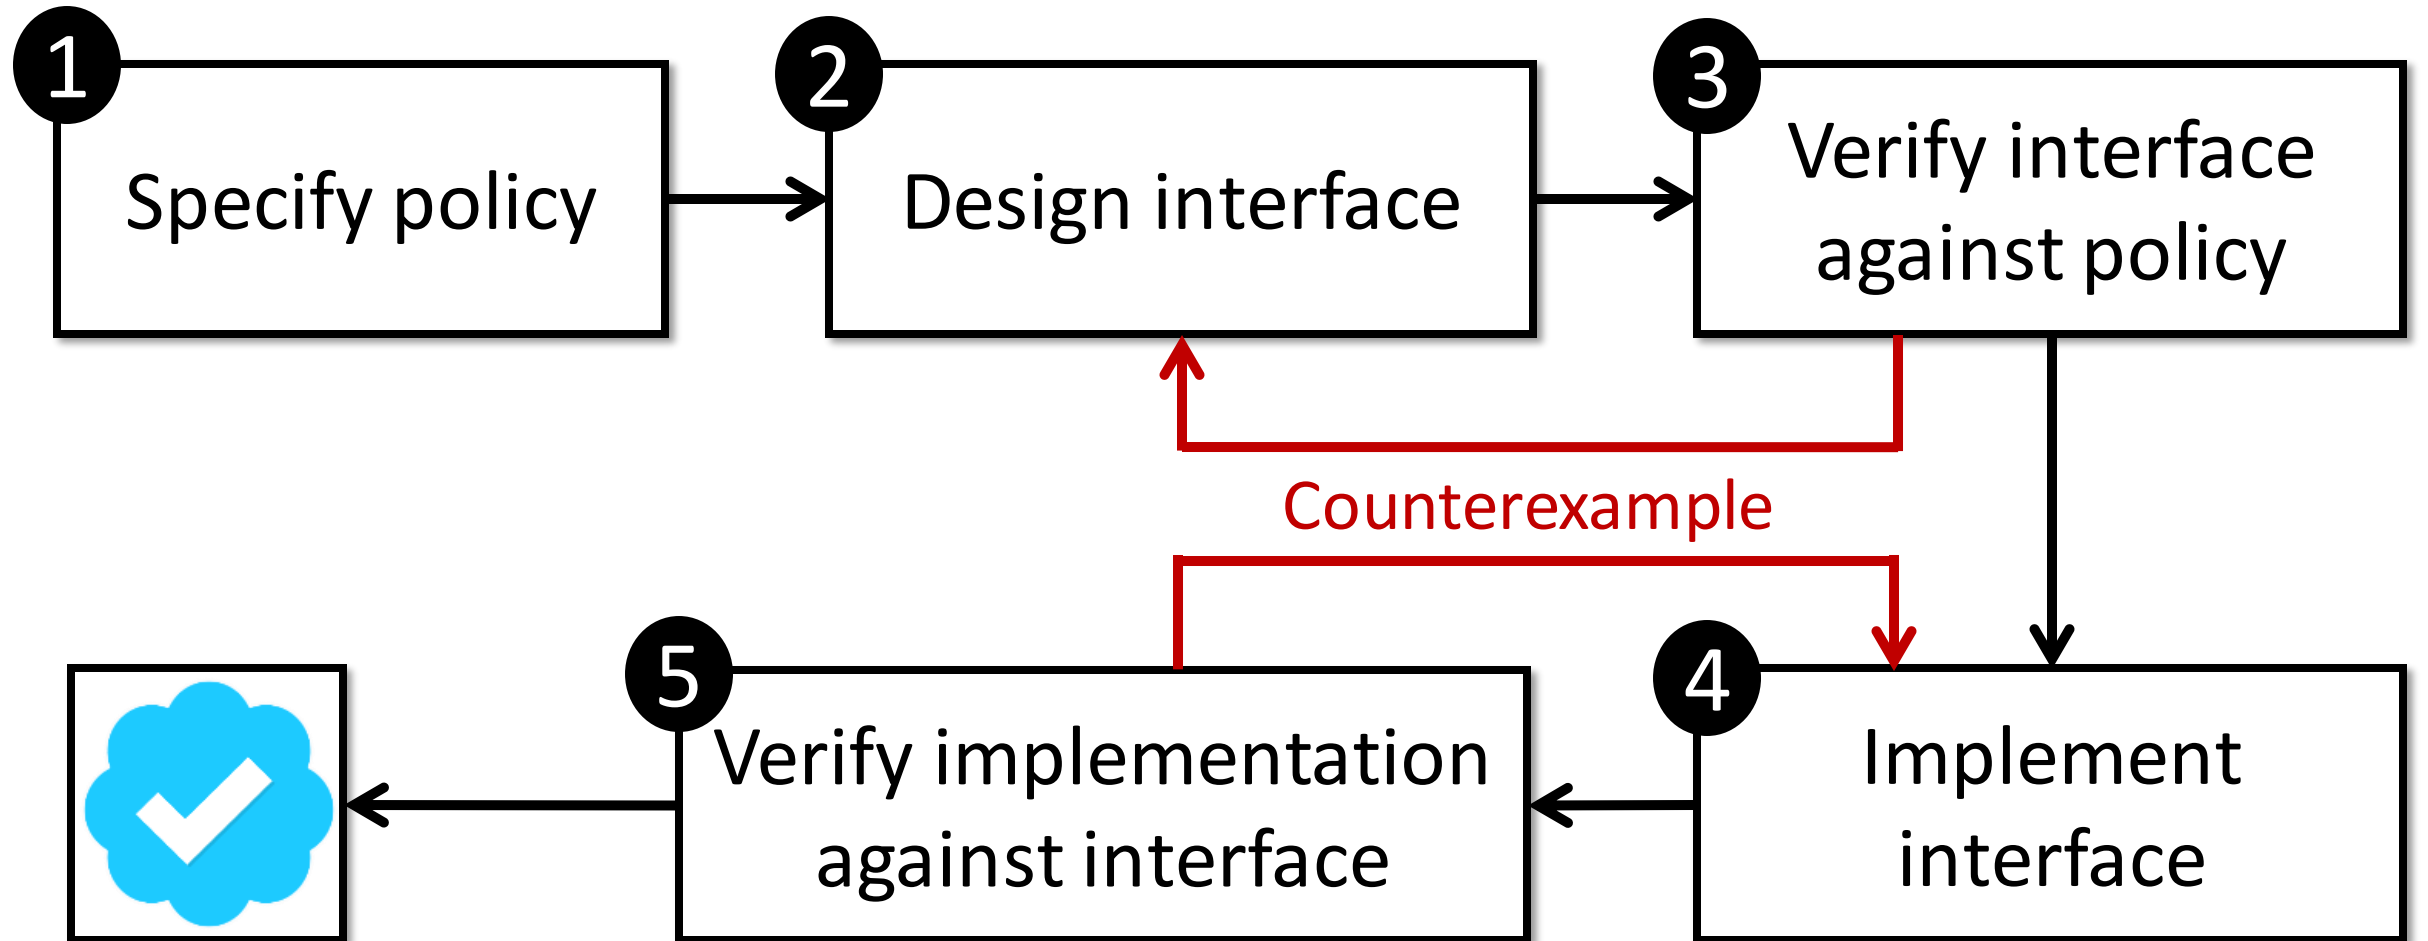 1
Specify policy
2
Design interface
3
Verify interface
against policy
Counterexample
5
Verify implementation
against interface
4
Implement
interface